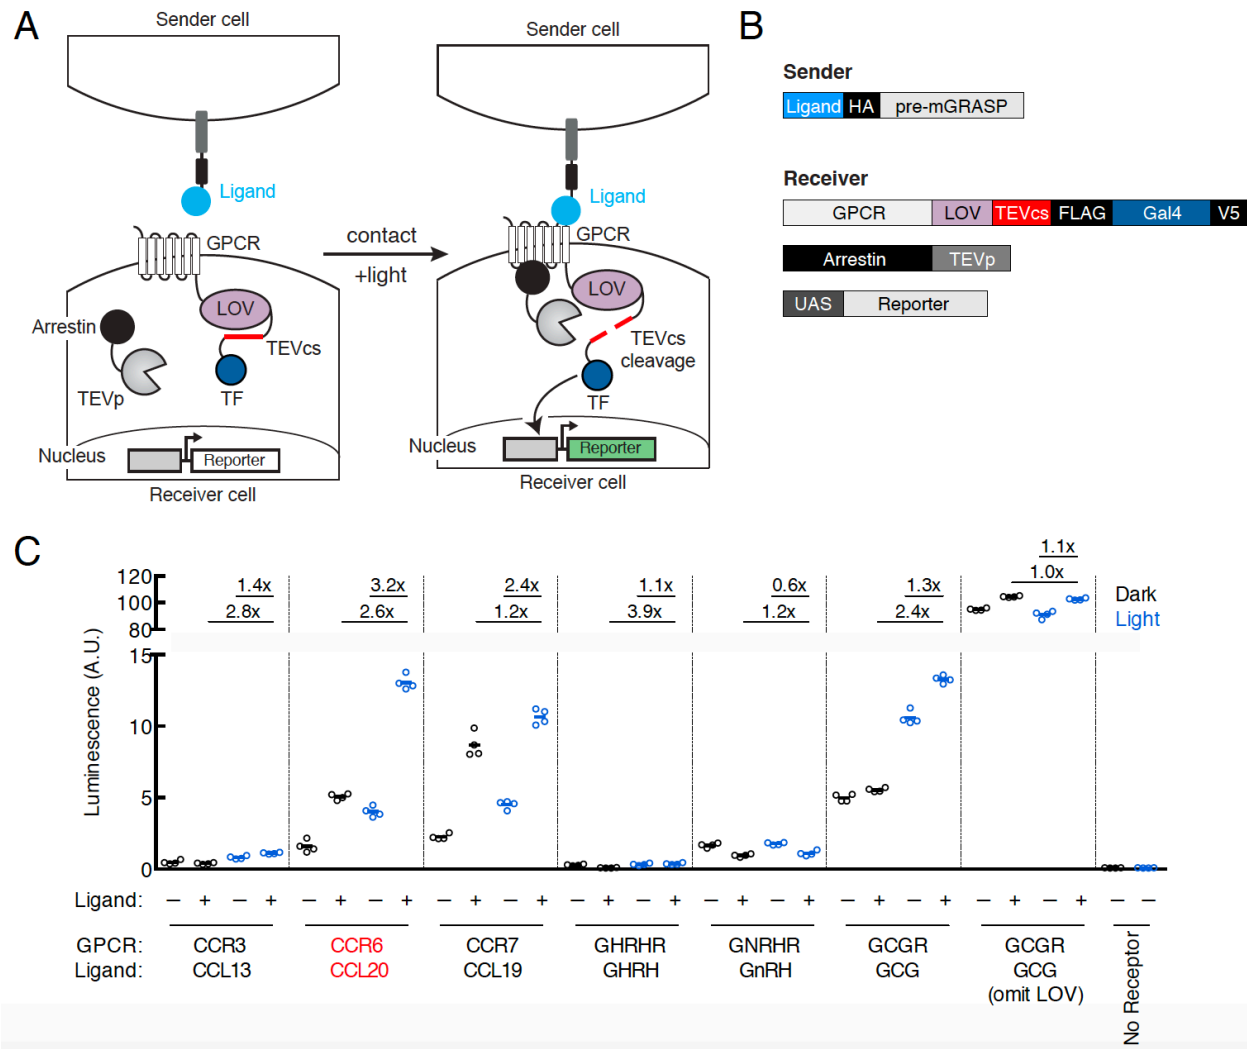 A
Sender cell
Ligand
GPCR
LOV
Arrestin
TEVcs
TEVp
TF
Nucleus
Reporter
Receiver cell
contact
+light
Sender cell
Ligand
GPCR
LOV
TEVcs
cleavage
TF
Nucleus
Reporter
Receiver cell
B
Sender
Ligand HA pre-mGRASP
Receiver
GPCR LOV TEVcs FLAG Gal4 V5
Arrestin TEVp
UAS Reporter
C
Luminescence (A.U.)
120
100
80
15
10
5
0
1.4x
2.8x
3.2x
2.6x
2.4x
1.2x
1.1x
3.9x
0.6x
1.2x
1.3x
2.4x
1.1x
1.0x
Dark
Light
Ligand: – + – + – + – + – + – + – + – + – + – + – + – + – + – + – –
GPCR: CCR3 CCR6 CCR7 GHRHR GNRHR GCGR GCGR
Ligand: CCL13 CCL20 CCL19 GHRH GnRH GCG GCG
(omit LOV)
No Receptor